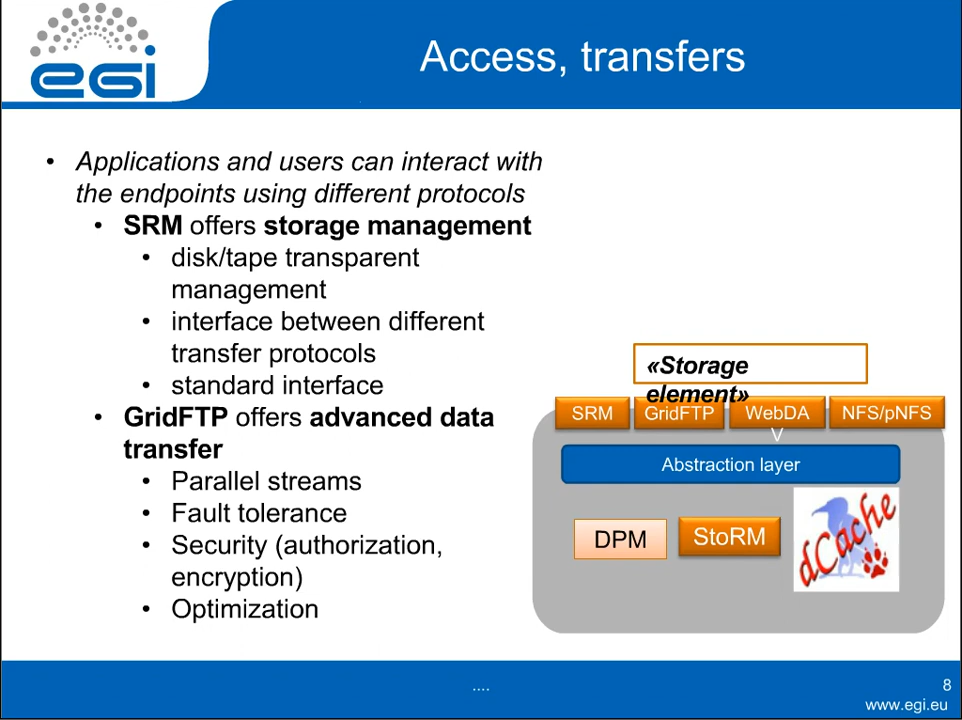 egi
Access, transfers
• Applications and users can interact with
the endpoints using different protocols
• SRM offers storage management
• disk/tape transparent
management
• interface between different
transfer protocols
• standard interface
• GridFTP offers advanced data
transfer
• Parallel streams
• Fault tolerance
• Security (authorization,
encryption)
• Optimization
«Storage
element»
SRM
GridFTP
WebDA
V
NFS/pNFS
Abstraction layer
DPM
StoRM
dCache
....
8
www.egi.eu